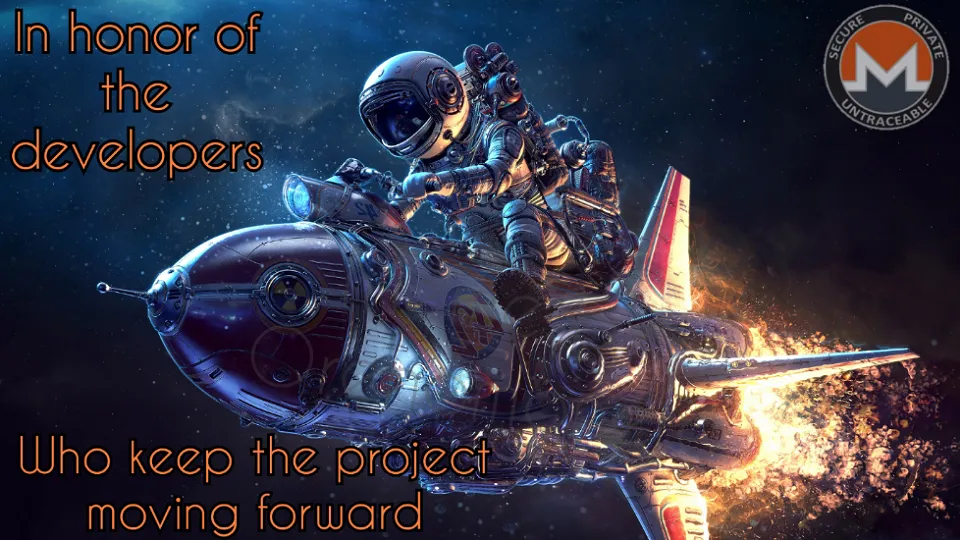 In honor of
the
developers
SECURE PRIVATE
UNTRACEABLE
Who keep the project
moving forward